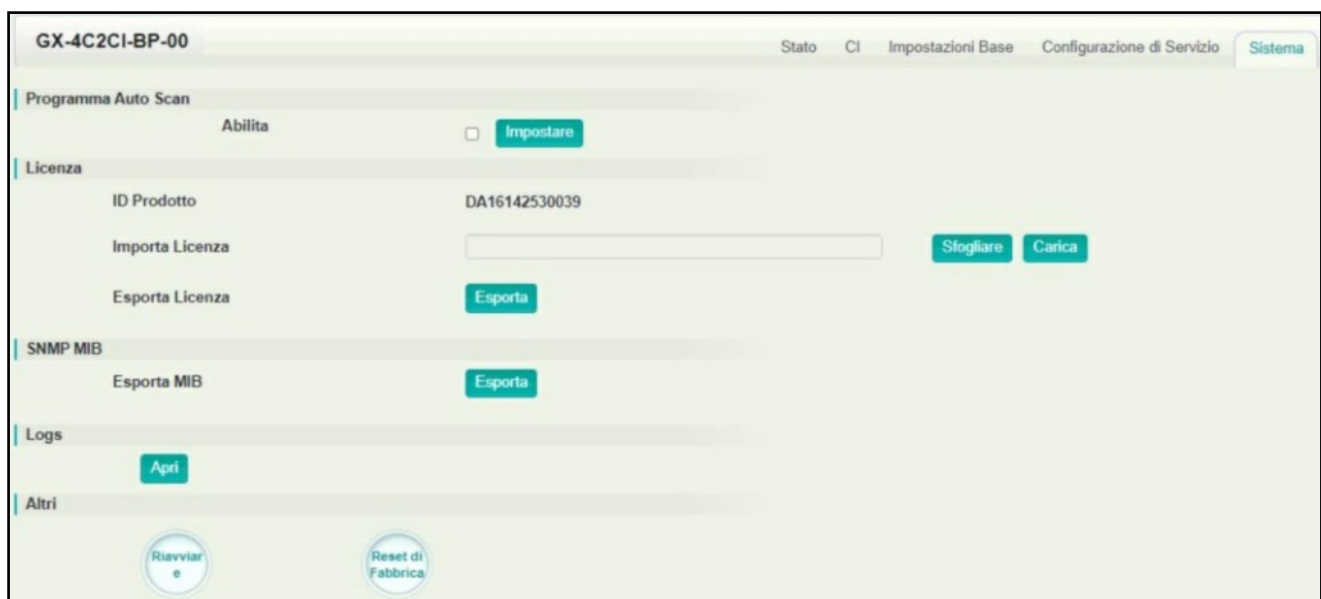 GX-4C2CI-BP-00
Stato CI Impostazioni Base Configurazione di Servizio Sistema
Programma Auto Scan
Abilita Impostare
Licenza
ID Prodotto DA16142530039
Importa Licenza Sfogliare Carica
Esporta Licenza Esporta
SNMP MIB
Esporta MIB Esporta
Logs
Apri
Altri
Riavviar Reset di
e Fabbrica